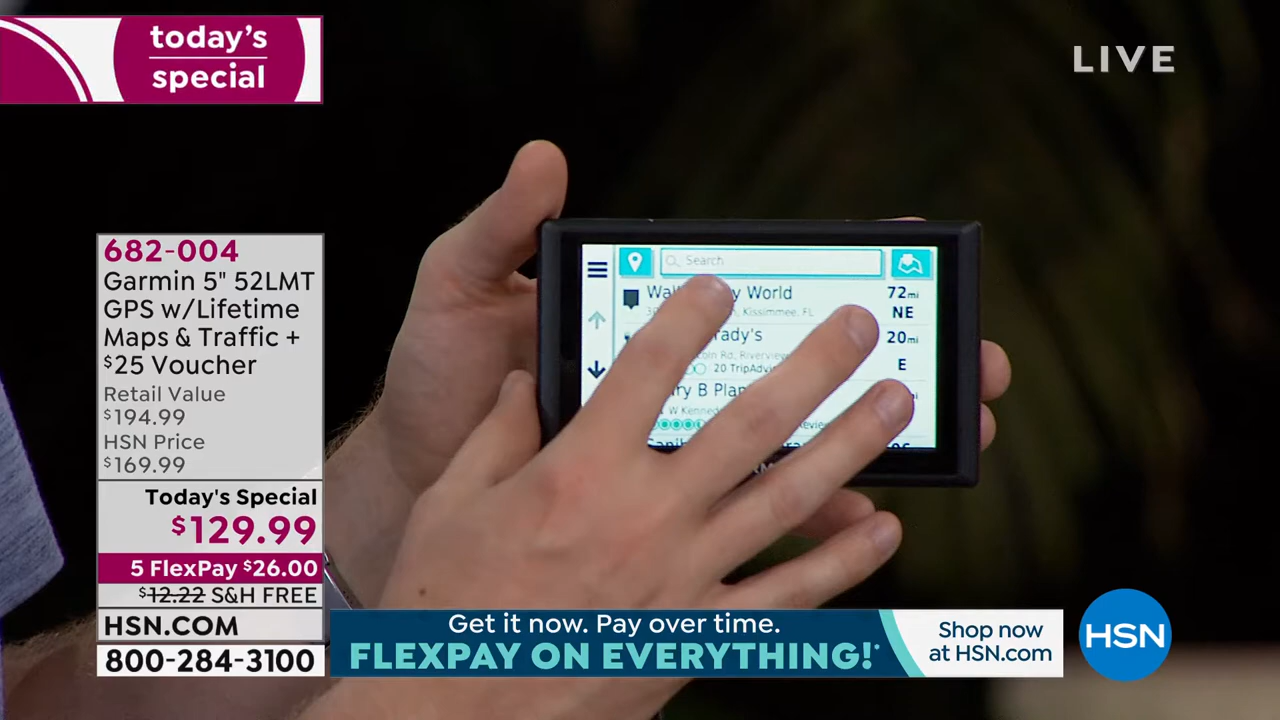 today's
special
LIVE
682-004
Garmin 5" 52LMT
GPS w/Lifetime
Maps & Traffic +
$25 Voucher
Retail Value
$194.99
HSN Price
$169.99
Today's Special
$129.99
5 FlexPay $26.00
$12.22 S&H FREE
HSN.COM
800-284-3100
Search
World
72mi
Kissimmee, FL
NE
20mi
Rd,
20
E
B
W
Get it now. Pay over time.
FLEXPAY ON EVERYTHING!*
Shop now
at HSN.com
HSN